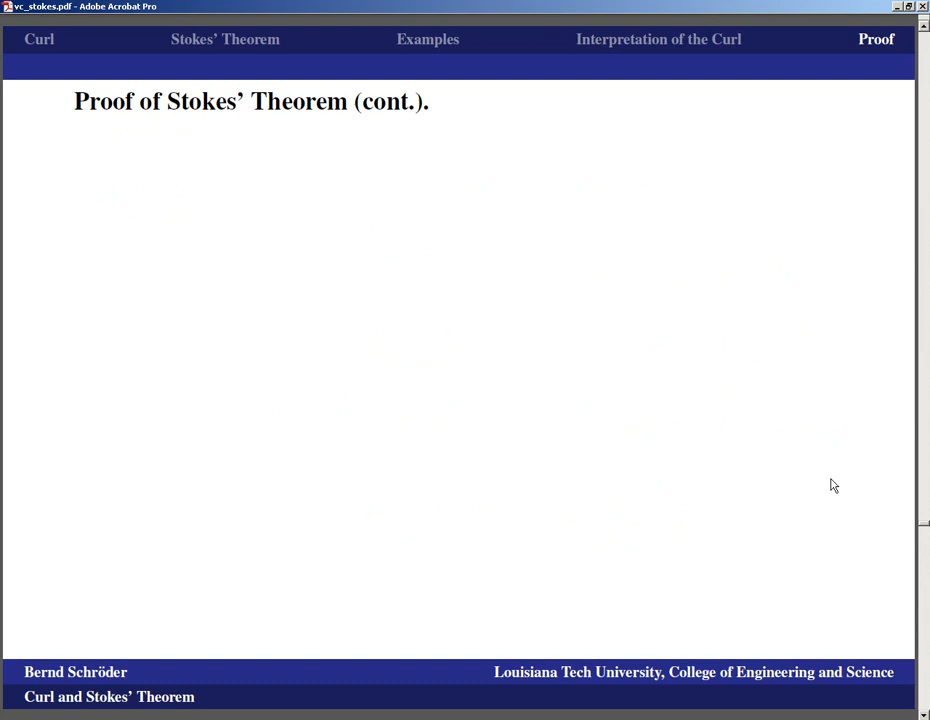 vc_stokes.pdf - Adobe Acrobat Pro
Curl Stokes’ Theorem Examples Interpretation of the Curl Proof
Proof of Stokes’ Theorem (cont.).
Bernd Schröder Louisiana Tech University, College of Engineering and Science
Curl and Stokes’ Theorem